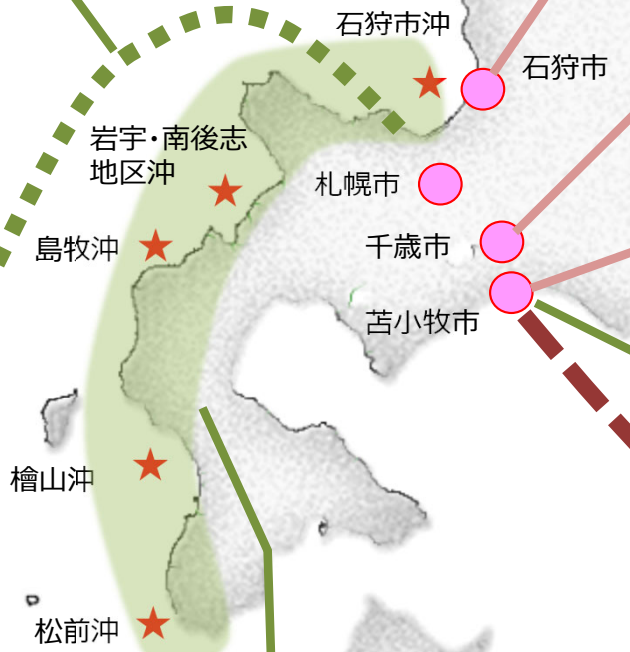 石狩市沖
石狩市
岩宇・南後志
地区沖
札幌市
島牧沖
千歳市
苫小牧市
檜山沖
松前沖